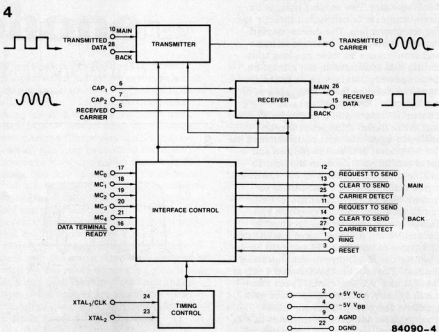 4
TRANSMITTED DATA
10 MAIN
28 BACK
TRANSMITTER
8 TRANSMITTED CARRIER
CAP1 6
CAP2 7
RECEIVED CARRIER 5
RECEIVER
MAIN 26
15 BACK
RECEIVED DATA
MC0 17
MC1 18
MC2 19
MC3 20
MC4 21
DATA TERMINAL READY 16
INTERFACE CONTROL
12 REQUEST TO SEND
13 CLEAR TO SEND
25 CARRIER DETECT
MAIN
11 REQUEST TO SEND
14 CLEAR TO SEND
27 CARRIER DETECT
BACK
1 RING
3 RESET
XTAL1/CLK 24
XTAL2 23
TIMING CONTROL
2 +5V VCC
4 -5V VBB
9 AGND
22 DGND
84090-4